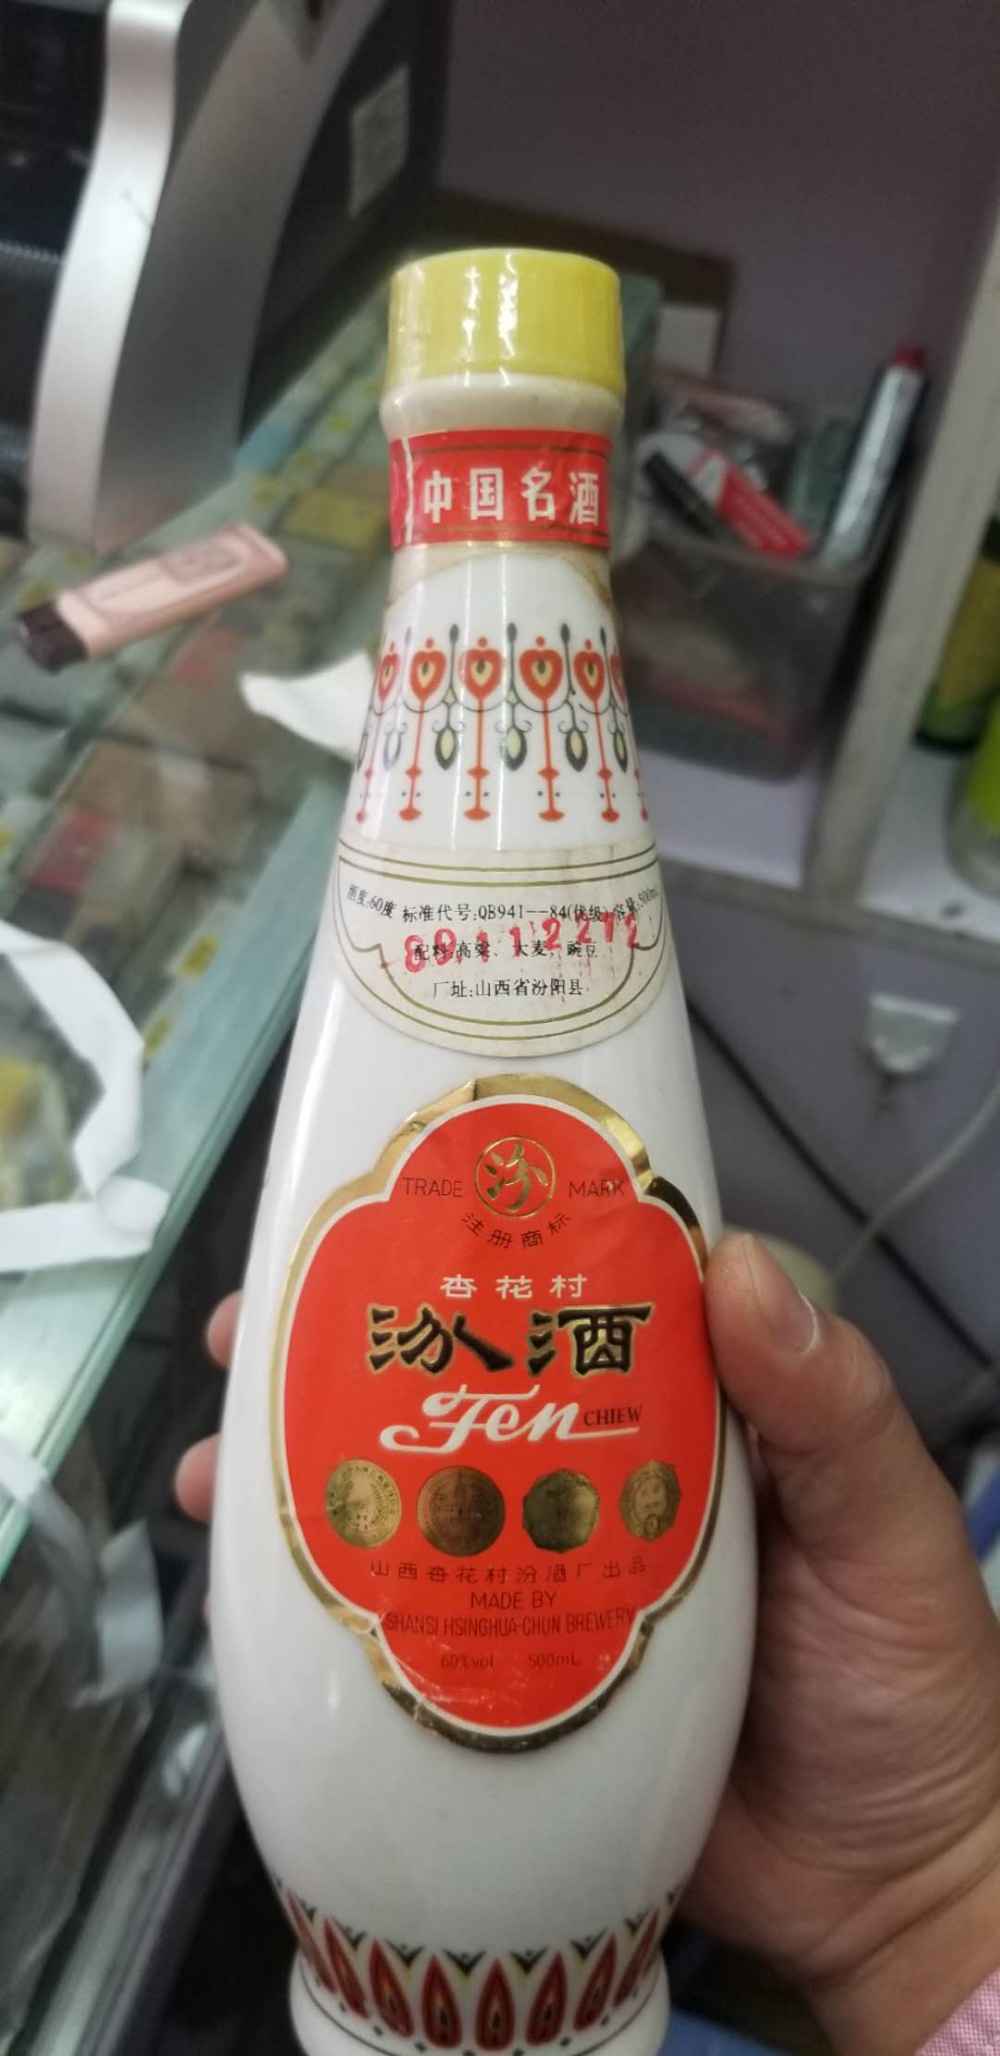 中国名酒
酒度:60度 标准代号:QB941--84(优级) 容量:500mL
配料:高粱、大麦、豌豆
厂址:山西省汾阳县
TRADE 汾 MARK
注册商标
杏花村
汾酒
Fen CHIEW
山西杏花村汾酒厂出品
MADE BY
SHANSI HSINGHUA-CHUN BREWERY
60%vol 500mL